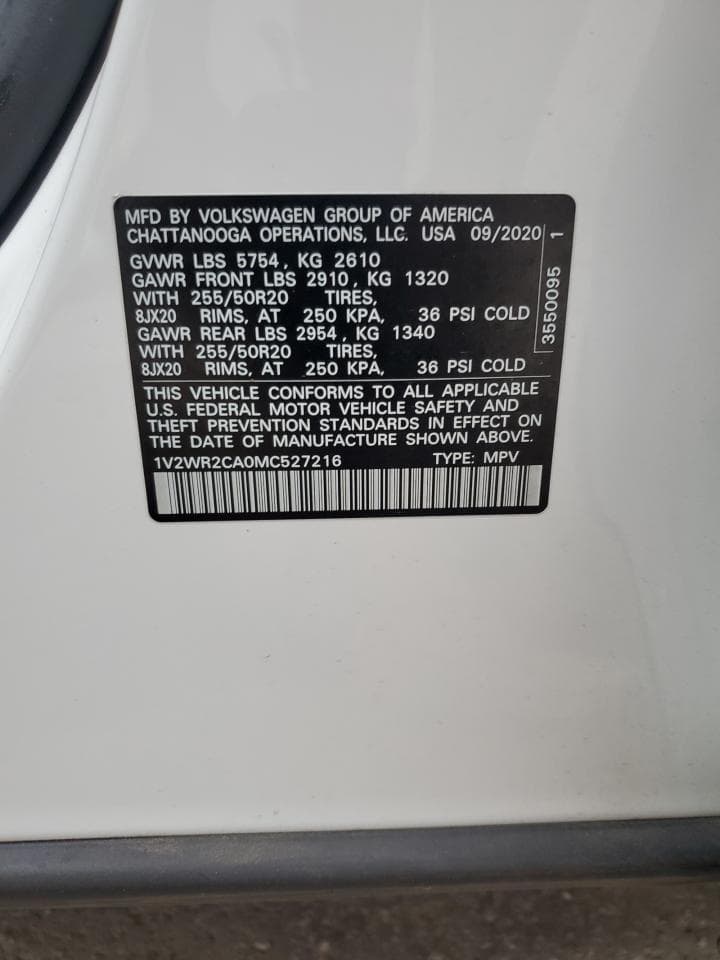 MFD BY VOLKSWAGEN GROUP OF AMERICA
CHATTANOOGA OPERATIONS, LLC. USA 09/2020
GVWR LBS 5754, KG 2610
GAWR FRONT LBS 2910, KG 1320
WITH 255/50R20 TIRES,
8JX20 RIMS, AT 250 KPA, 36 PSI COLD
GAWR REAR LBS 2954, KG 1340
WITH 255/50R20 TIRES,
8JX20 RIMS, AT 250 KPA, 36 PSI COLD
3550095 1
THIS VEHICLE CONFORMS TO ALL APPLICABLE
U.S. FEDERAL MOTOR VEHICLE SAFETY AND
THEFT PREVENTION STANDARDS IN EFFECT ON
THE DATE OF MANUFACTURE SHOWN ABOVE.
1V2WR2CA0MC527216 TYPE: MPV